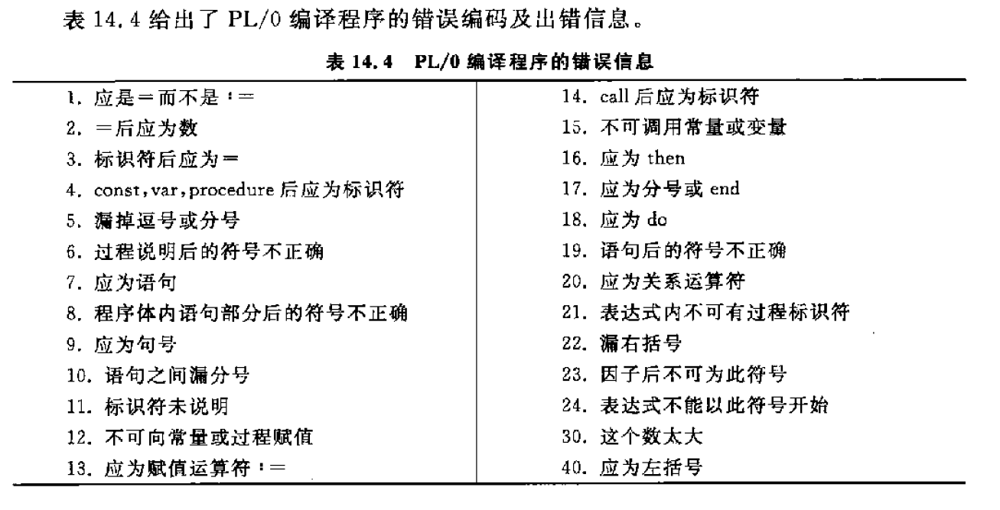 表 14.4 给出了 PL/0 编译程序的错误编码及出错信息。
表 14.4 PL/0 编译程序的错误信息
1. 应是=而不是:=
2. =后应为数
3. 标识符后应为=
4. const,var,procedure 后应为标识符
5. 漏掉逗号或分号
6. 过程说明后的符号不正确
7. 应为语句
8. 程序体内语句部分后的符号不正确
9. 应为句号
10. 语句之间漏分号
11. 标识符未说明
12. 不可向常量或过程赋值
13. 应为赋值运算符:=
14. call 后应为标识符
15. 不可调用常量或变量
16. 应为 then
17. 应为分号或 end
18. 应为 do
19. 语句后的符号不正确
20. 应为关系运算符
21. 表达式内不可有过程标识符
22. 漏右括号
23. 因子后不可为此符号
24. 表达式不能以此符号开始
30. 这个数太大
40. 应为左括号